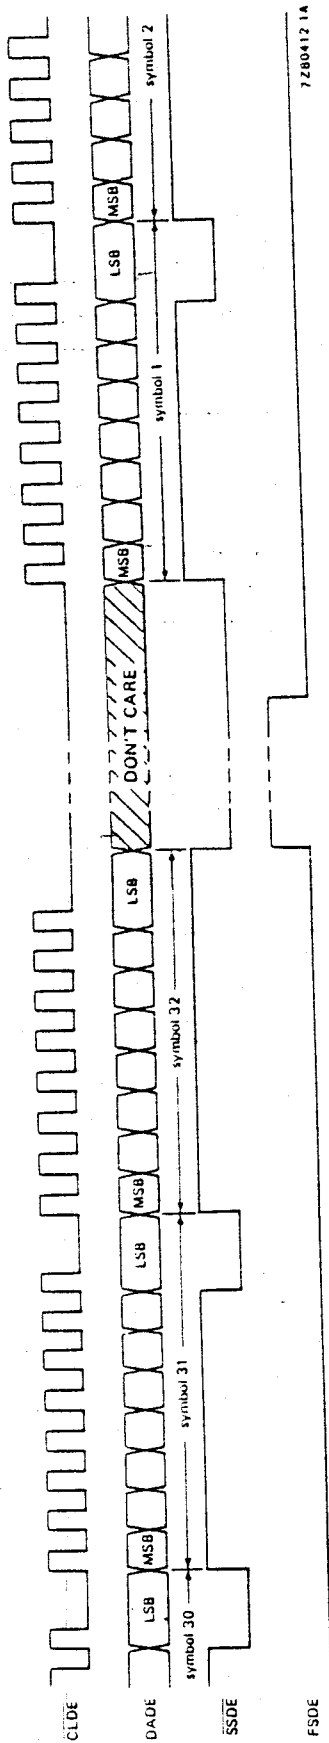 CLDE
DADE
LSB
MSB
LSB
MSB
LSB
DON'T CARE
MSB
LSB
MSB
symbol 30
symbol 31
symbol 32
symbol 1
symbol 2
SSDE
FSDE
7Z80412 1A